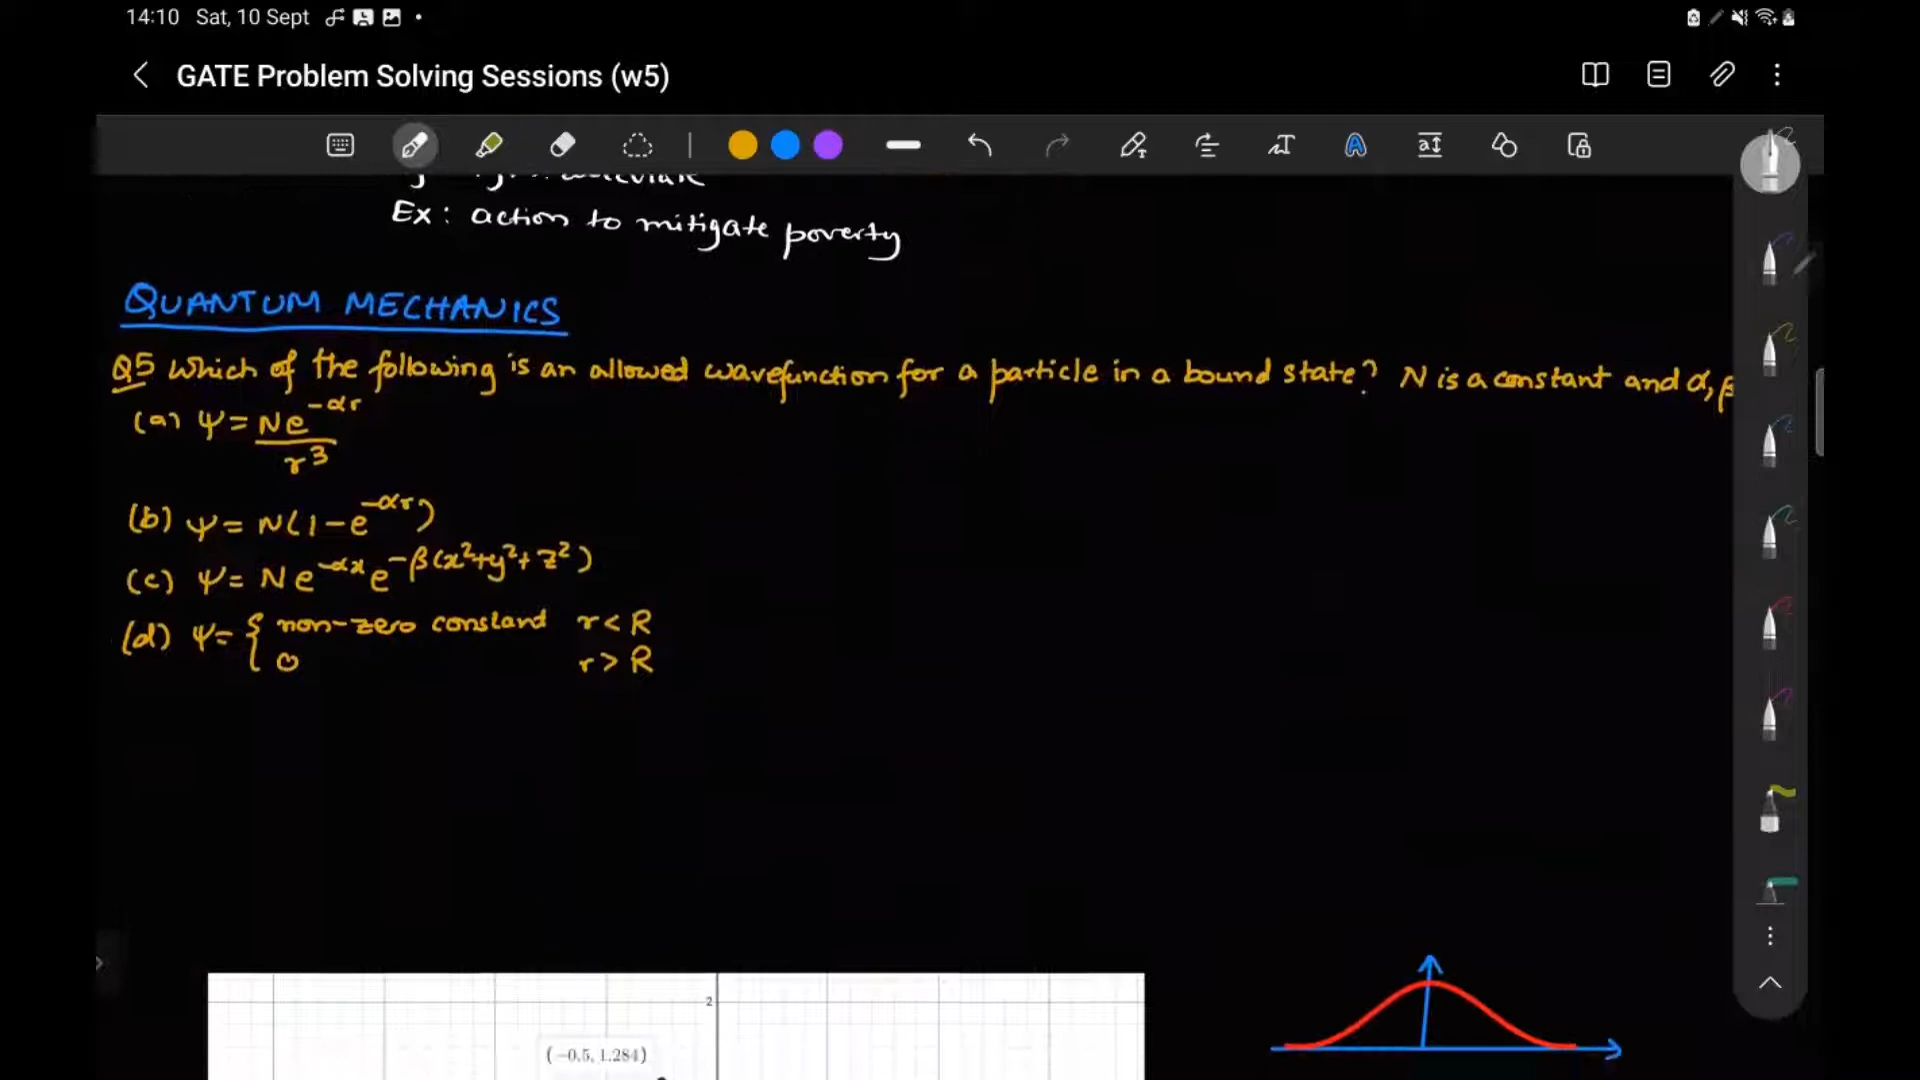 14:10 Sat, 10 Sept
GATE Problem Solving Sessions (w5)
Ex: action to mitigate poverty
QUANTUM MECHANICS
Q5 Which of the following is an allowed wavefunction for a particle in a bound state? N is a constant and α, β
(a) Ψ = Ne^-αr / r^3
(b) Ψ = N(1-e^-αr)
(c) Ψ = Ne^-αx e^-β(x²+y²+z²)
(d) Ψ = { non-zero constand r < R
0 r > R
2
(−0.5, 1.284)